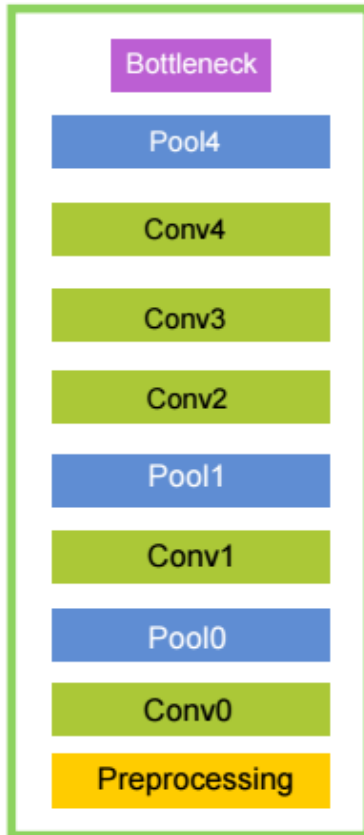 Bottleneck
Pool4
Conv4
Conv3
Conv2
Pool1
Conv1
Pool0
Conv0
Preprocessing